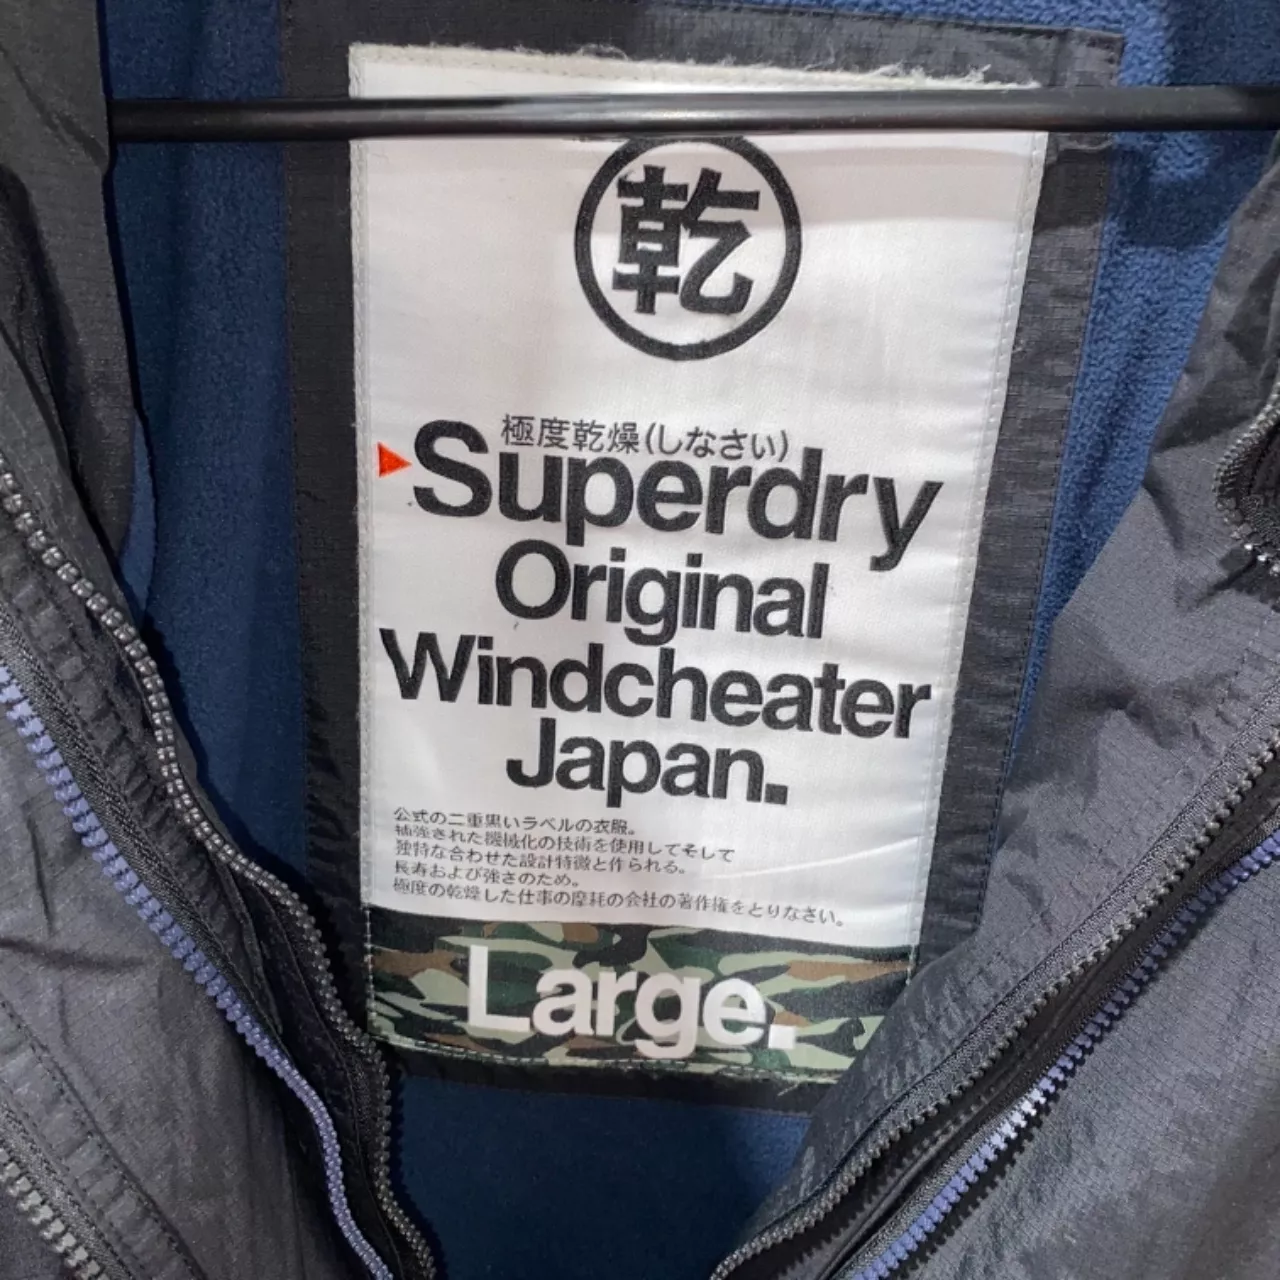 乾
極度乾燥(しなさい)
Superdry
Original
Windcheater
Japan.
公式の二重黒いラベルの衣服。
補強された機械化の技術を使用してそして
独特な合わせた設計特徴と作られる。
長寿および強さのため。
極度の乾燥した仕事の摩耗の会社の著作権をとりなさい。
Large.